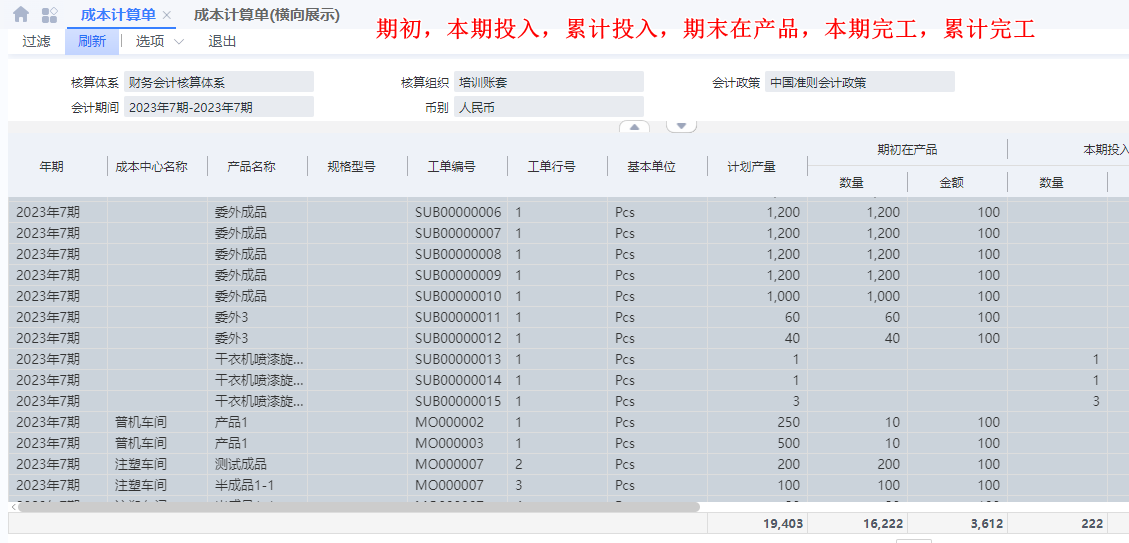 成本计算单 × 成本计算单(横向展示)
期初，本期投入，累计投入，期末在产品，本期完工，累计完工
过滤 刷新 选项 退出
核算体系 财务会计核算体系 核算组织 培训账套 会计政策 中国准则会计政策
会计期间 2023年7期-2023年7期 币别 人民币
年期 成本中心名称 产品名称 规格型号 工单编号 工单行号 基本单位 计划产量 期初在产品 本期投入
数量 金额 数量
2023年7期 委外成品 SUB00000006 1 Pcs 1,200 1,200 100
2023年7期 委外成品 SUB00000007 1 Pcs 1,200 1,200 100
2023年7期 委外成品 SUB00000008 1 Pcs 1,200 1,200 100
2023年7期 委外成品 SUB00000009 1 Pcs 1,200 1,200 100
2023年7期 委外成品 SUB00000010 1 Pcs 1,000 1,000 100
2023年7期 委外3 SUB00000011 1 Pcs 60 60 100
2023年7期 委外3 SUB00000012 1 Pcs 40 40 100
2023年7期 干衣机喷漆旋... SUB00000013 1 Pcs 1 1
2023年7期 干衣机喷漆旋... SUB00000014 1 Pcs 1 1
2023年7期 干衣机喷漆旋... SUB00000015 1 Pcs 3 3
2023年7期 普机车间 产品1 MO000002 1 Pcs 250 10 100
2023年7期 普机车间 产品1 MO000003 1 Pcs 500 10 100
2023年7期 注塑车间 测试成品 MO000007 2 Pcs 200 200 100
2023年7期 注塑车间 半成品1-1 MO000007 3 Pcs 100 100 100
19,403 16,222 3,612 222